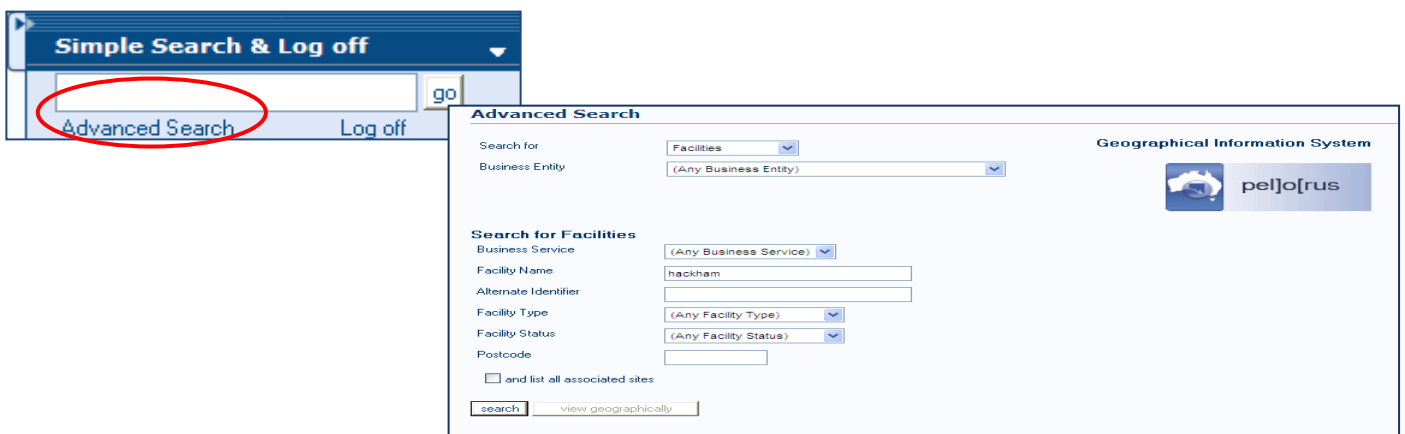 Simple Search & Log off
go
Advanced Search Log off
Advanced Search
Search for Facilities
Geographical Information System
Business Entity (Any Business Entity)
pel]o[rus
Search for Facilities
Business Service (Any Business Service)
Facility Name hackham
Alternate Identifier
Facility Type (Any Facility Type)
Facility Status (Any Facility Status)
Postcode
and list all associated sites
search view geographically